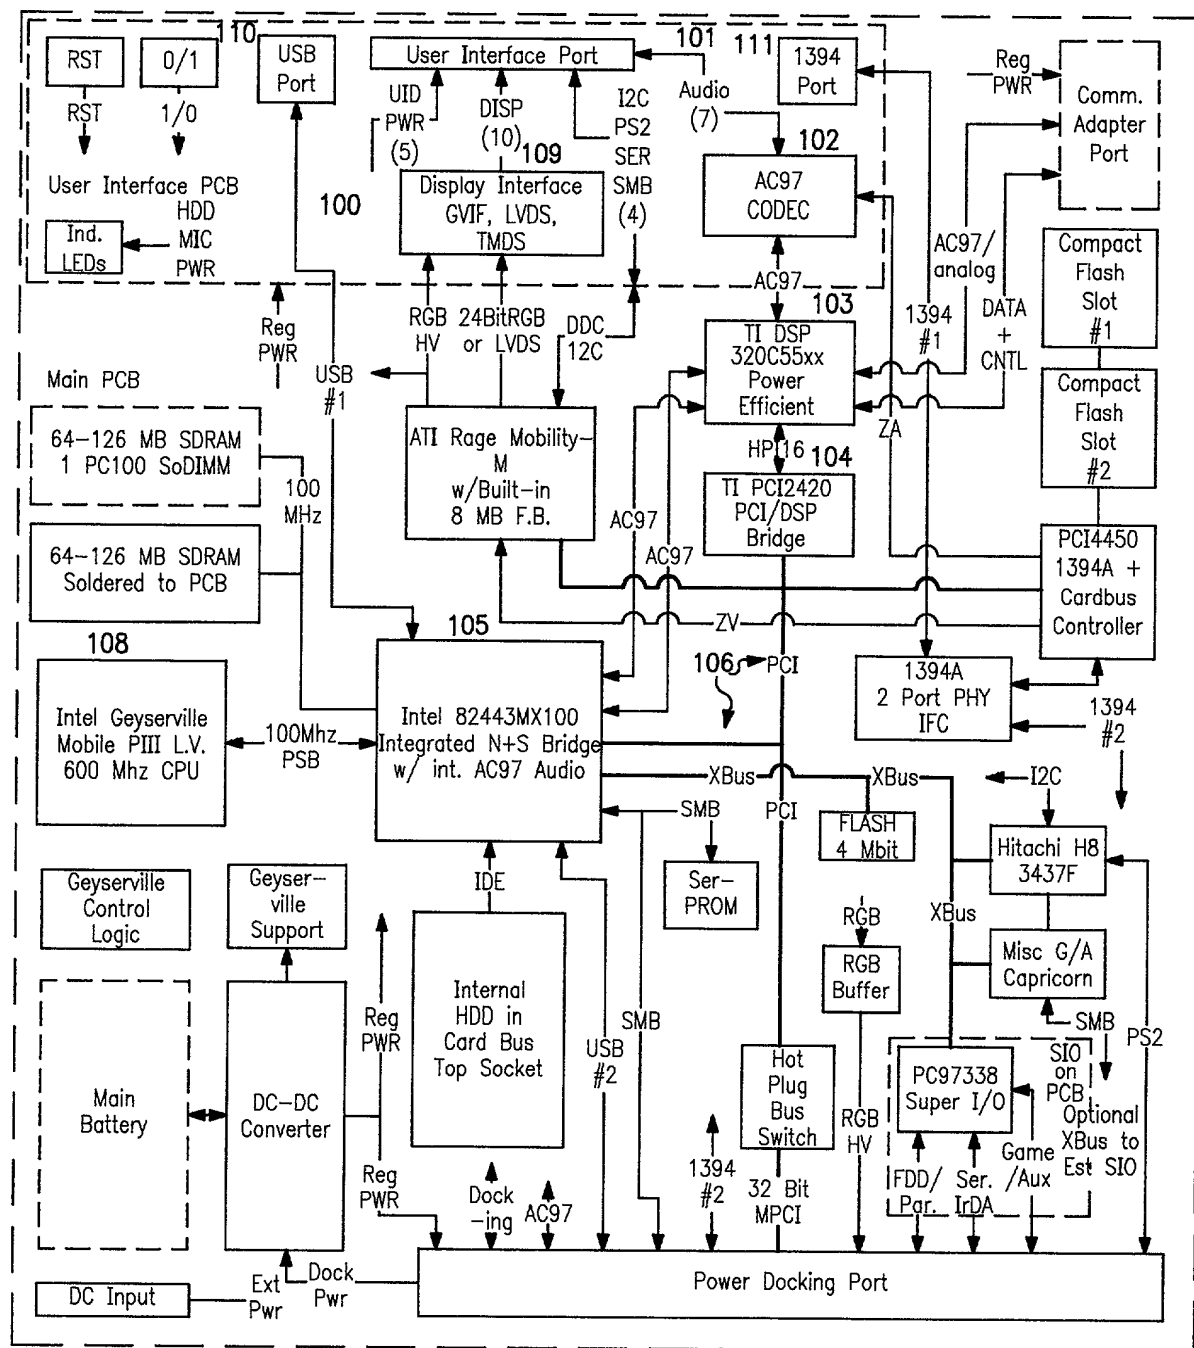 110
RST
0/1
USB
Port
User Interface Port
101
111
1394
Port
Reg
PWR
Comm.
Adapter
Port
RST
1/0
UID
PWR
(5)
DISP
(10)
I2C
PS2
SER
SMB
(4)
Audio
(7)
109
102
User Interface PCB
HDD
MIC
PWR
Ind.
LEDs
100
Display Interface
GVIF, LVDS,
TMDS
AC97
CODEC
AC97
AC97/
analog
DATA
+
CNTL
Compact
Flash
Slot
#1
Reg
PWR
RGB
HV
24BitRGB
or LVDS
DDC
12C
103
TI DSP
320C55xx
Power
Efficient
1394
#1
ZA
Compact
Flash
Slot
#2
Main PCB
USB
#1
64-126 MB SDRAM
1 PC100 SoDIMM
100
MHz
ATI Rage Mobility-
M
w/Built-in
8 MB F.B.
HPI16
104
TI PCI2420
PCI/DSP
Bridge
AC97
AC97
64-126 MB SDRAM
Soldered to PCB
PCI4450
1394A +
Cardbus
Controller
ZV
108
105
106
PCI
1394A
2 Port PHY
IFC
1394
#2
Intel Geyserville
Mobile PIII L.V.
600 Mhz CPU
100Mhz
PSB
Intel 82443MX100
Integrated N+S Bridge
w/ int. AC97 Audio
XBus
XBus
I2C
SMB
PCI
FLASH
4 Mbit
Hitachi H8
3437F
Geyserville
Control
Logic
Geyser-
ville
Support
IDE
Ser-
PROM
RGB
XBus
Misc G/A
Capricorn
RGB
Buffer
Internal
HDD in
Card Bus
Top Socket
Reg
PWR
SMB
USB
#2
SMB
PS2
Main
Battery
DC-DC
Converter
Hot
Plug
Bus
Switch
PC97338
Super I/O
SIO
on
PCB
Optional
XBus to
Est SIO
RGB
HV
Reg
PWR
Dock
-ing
AC97
1394
#2
32 Bit
MPCI
FDD/
Par.
Ser.
IrDA
Game
/Aux
DC Input
Ext
Pwr
Dock
Pwr
Power Docking Port